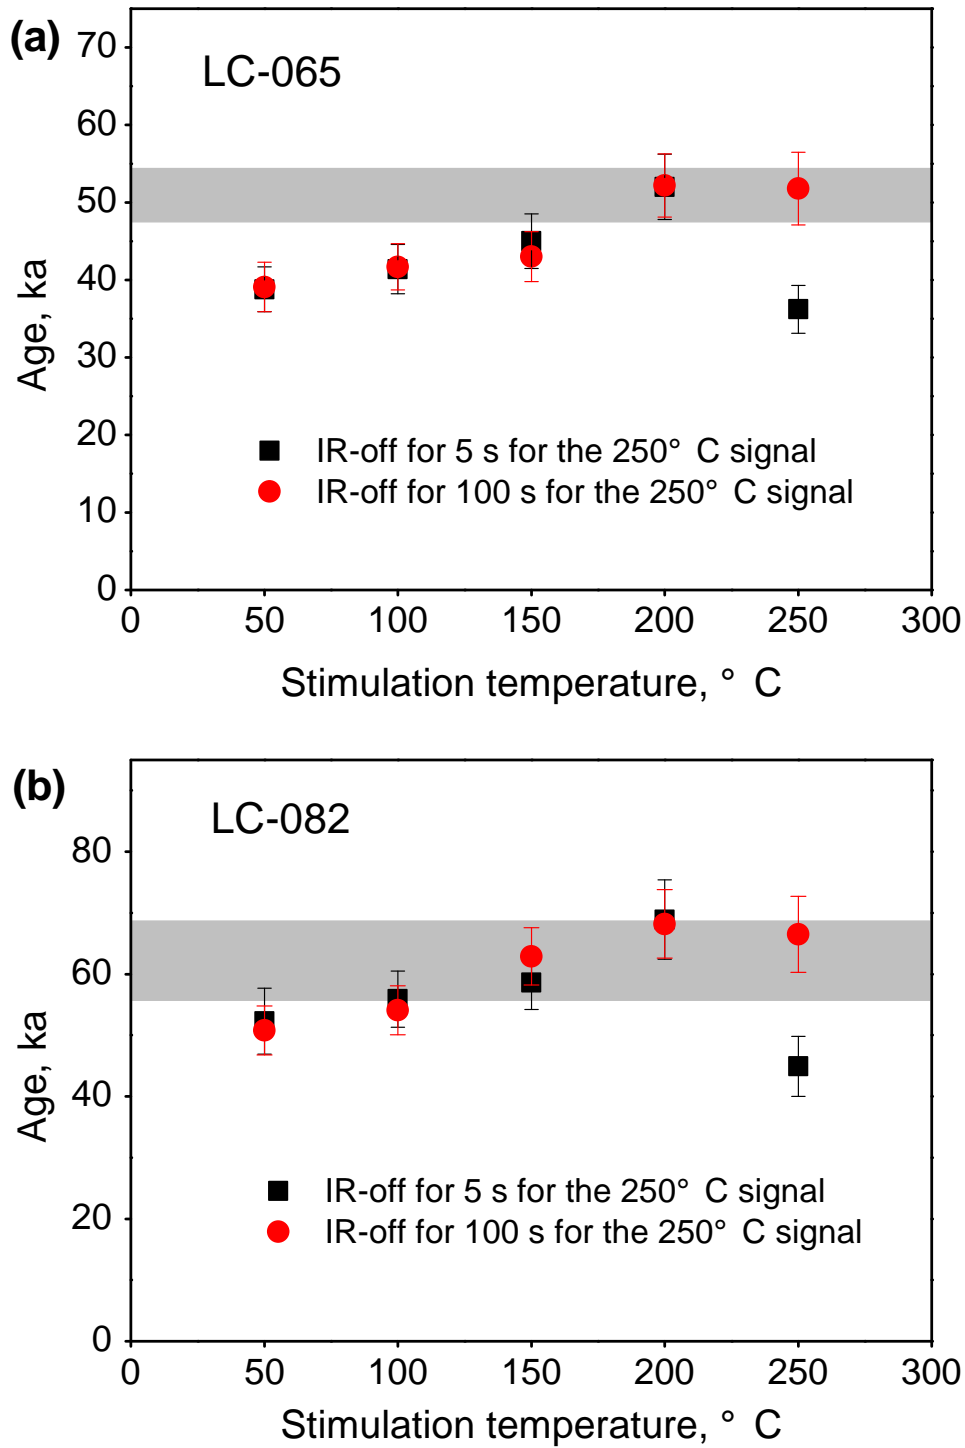 (a)
LC-065
70
60
50
40
30
20
10
0
Age, ka
IR-off for 5 s for the 250° C signal
IR-off for 100 s for the 250° C signal
0 50 100 150 200 250 300
Stimulation temperature, ° C
(b)
LC-082
80
60
40
20
0
Age, ka
IR-off for 5 s for the 250° C signal
IR-off for 100 s for the 250° C signal
0 50 100 150 200 250 300
Stimulation temperature, ° C